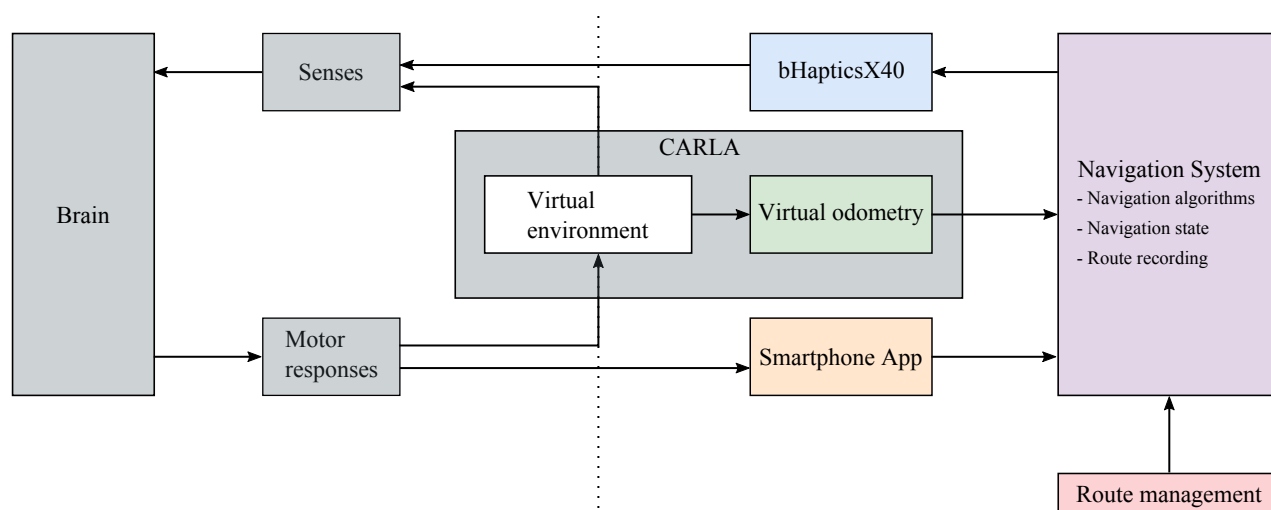 Senses
bHapticsX40
CARLA
Brain
Virtual
environment
Virtual odometry
Navigation System
- Navigation algorithms
- Navigation state
- Route recording
Motor
responses
Smartphone App
Route management